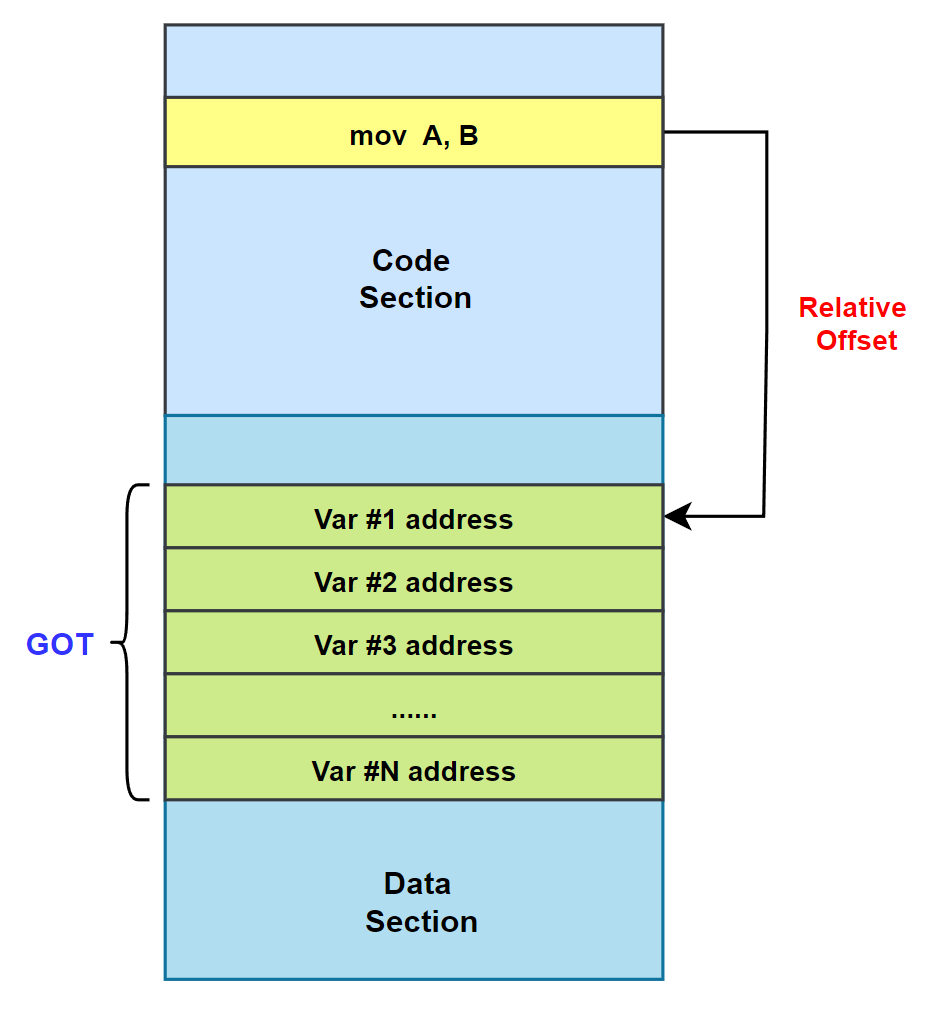 mov A, B
Code
Section
Relative
Offset
Var #1 address
Var #2 address
GOT
Var #3 address
......
Var #N address
Data
Section